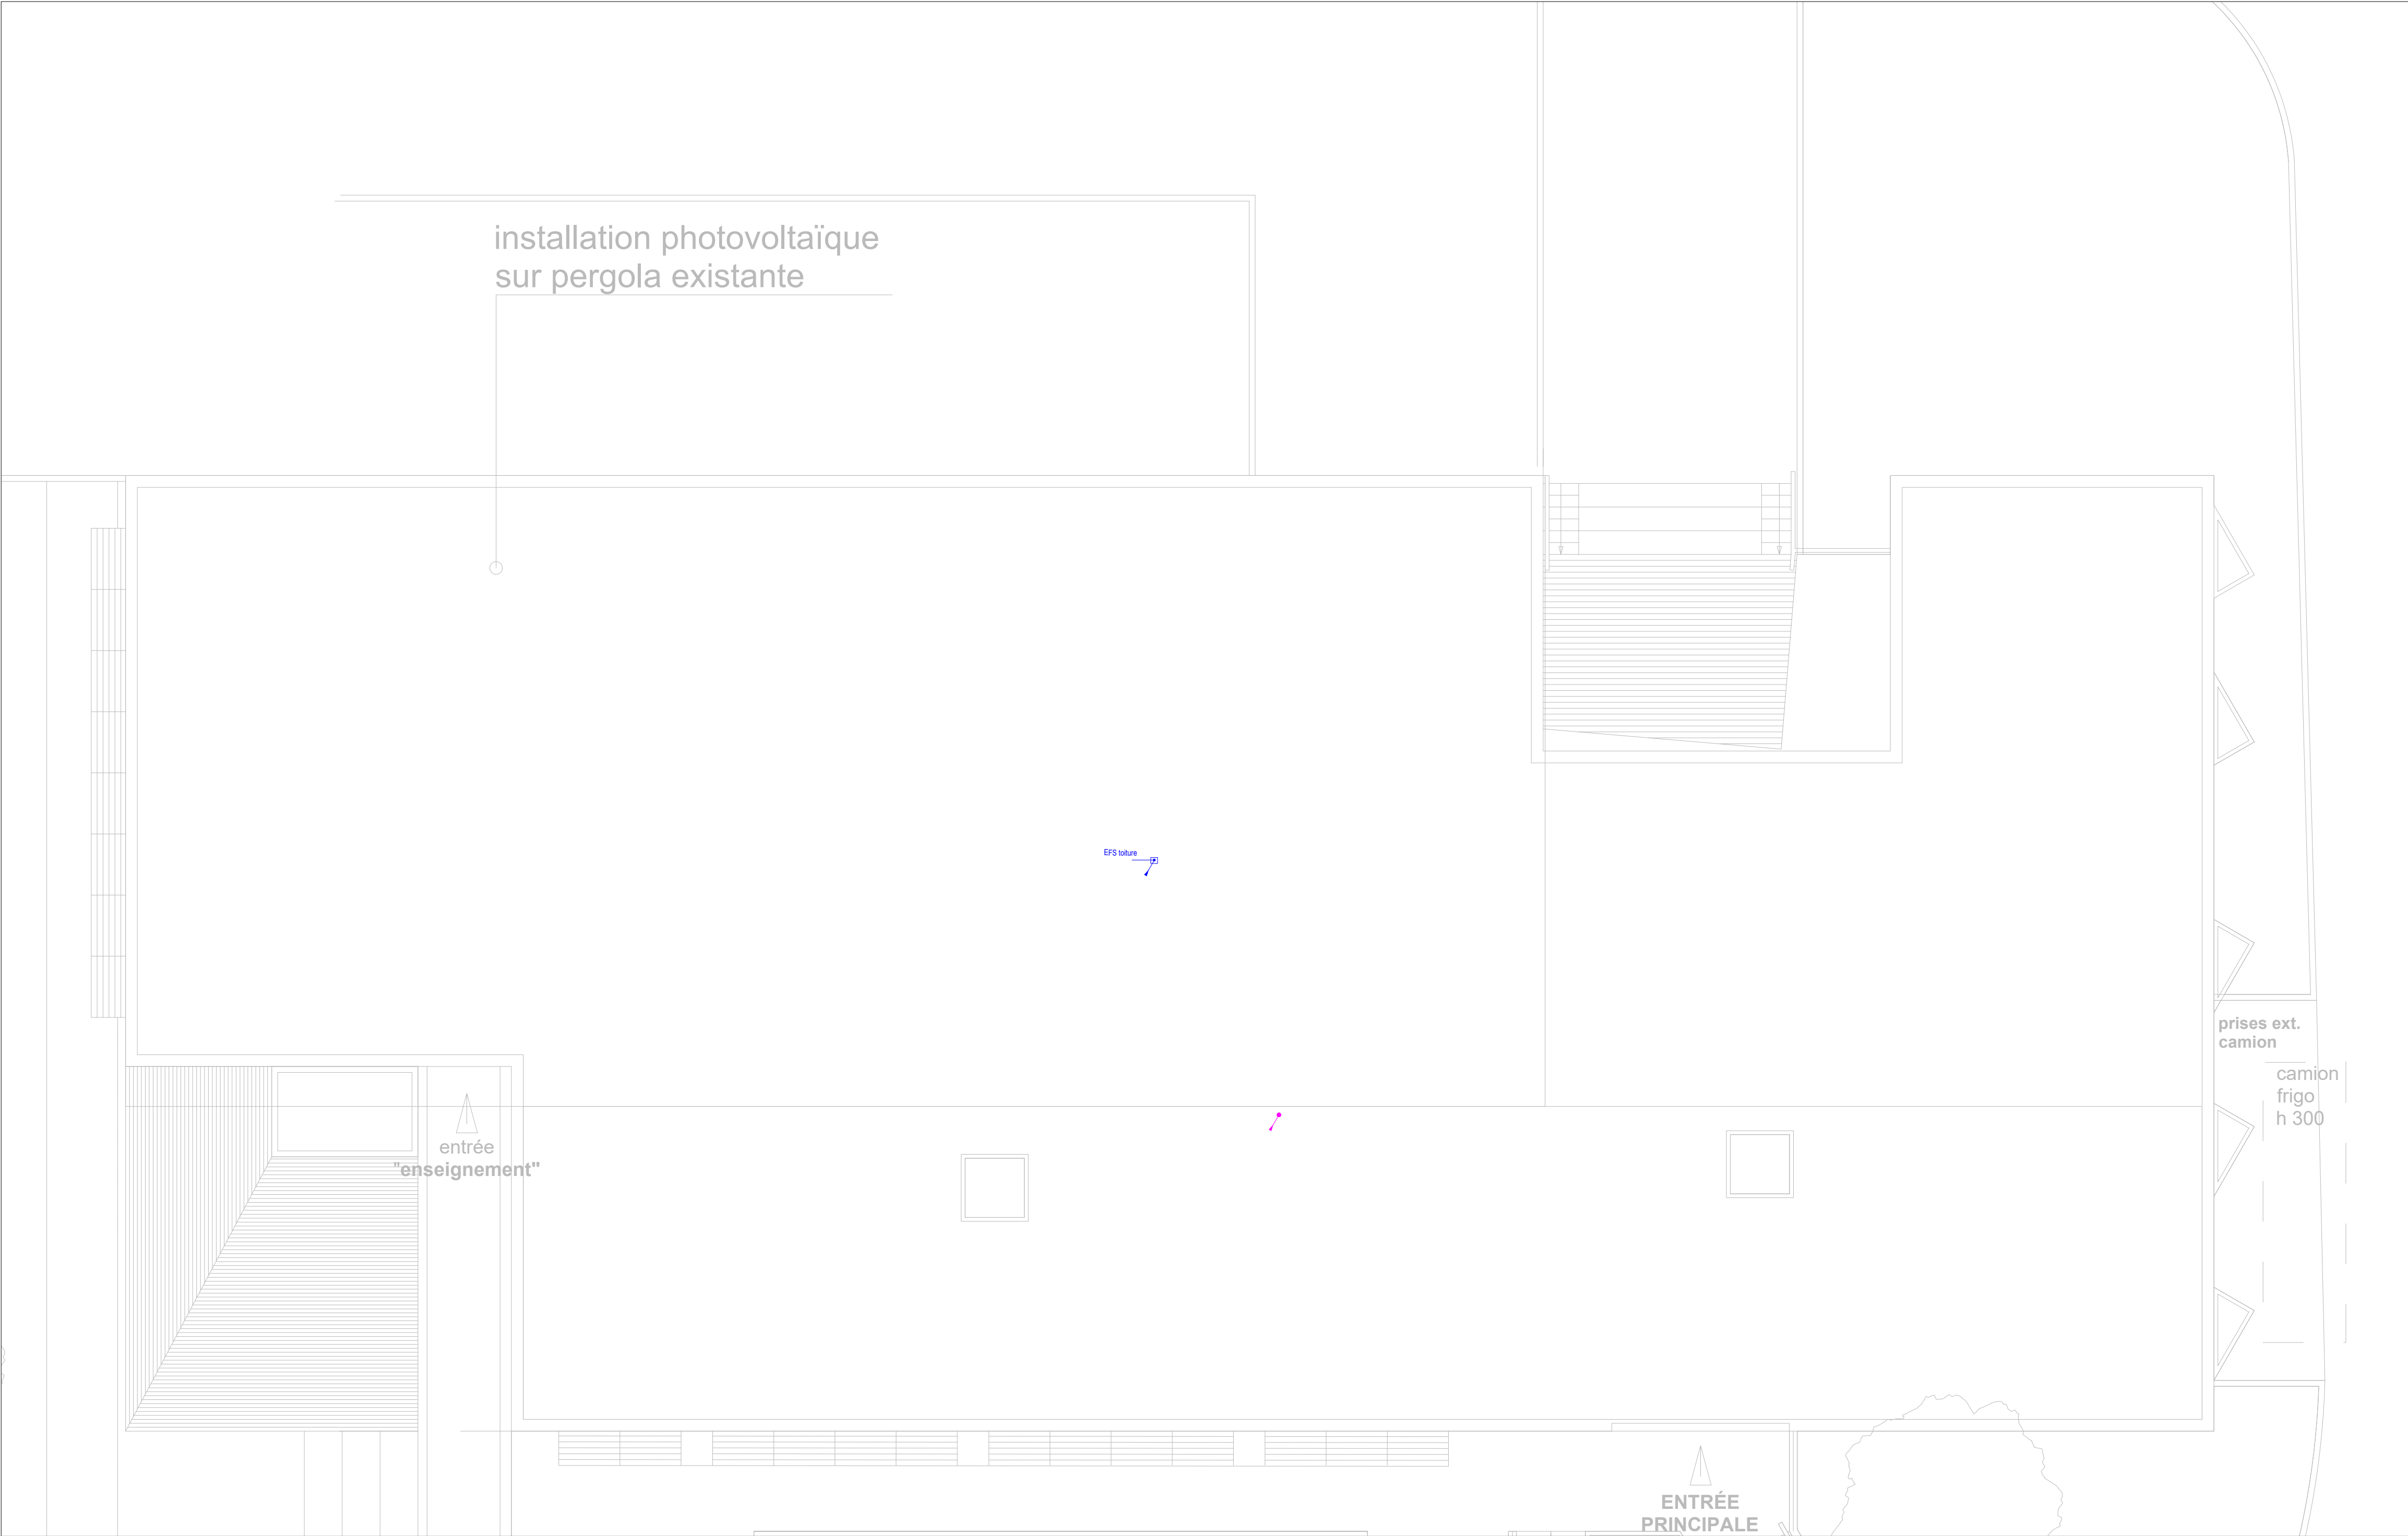 installation photovoltaïque
sur pergola existante
EFS toiture
prises ext.
camion
camion
frigo
h 300
entrée
"enseignement"
ENTRÉE
PRINCIPALE